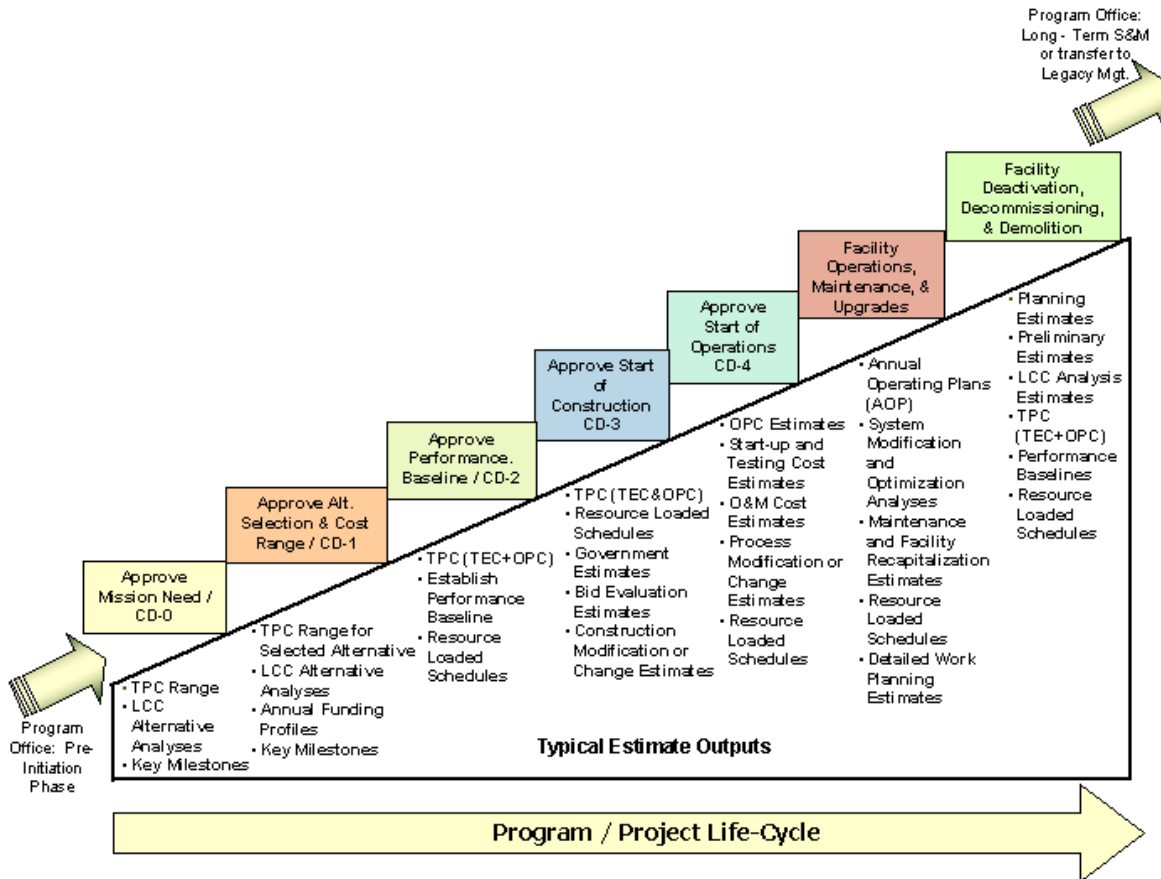 Program Office:
Long - Term S&M
or transfer to
Legacy Mgt.
Facility
Deactivation,
Decommissioning,
& Demolition
Facility
Operations,
Maintenance, &
Upgrades
Approve
Start of
Operations
CD-4
Approve Start
of
Construction
CD-3
Approve
Performance.
Baseline / CD-2
Approve Alt.
Selection & Cost
Range / CD-1
Approve
Mission Need /
CD-0
Program
Office: Pre-
Initiation
Phase
• TPC Range
• LCC
Alternative
Analyses
• Key Milestones
• TPC Range for
Selected Alternative
• LCC Alternative
Analyses
• Annual Funding
Profiles
• Key Milestones
• TPC (TEC+OPC)
• Establish
Performance
Baseline
• Resource
Loaded
Schedules
• TPC (TEC&OPC)
• Resource Loaded
Schedules
• Government
Estimates
• Bid Evaluation
Estimates
• Construction
Modification or
Change Estimates
• OPC Estimates
• Start-up and
Testing Cost
Estimates
• O&M Cost
Estimates
• Process
Modification or
Change
Estimates
• Resource
Loaded
Schedules
• Annual
Operating Plans
(AOP)
• System
Modification
and
Optimization
Analyses
• Maintenance
and Facility
Recapitalization
Estimates
• Resource
Loaded
Schedules
• Detailed Work
Planning
Estimates
• Planning
Estimates
• Preliminary
Estimates
• LCC Analysis
Estimates
• TPC
(TEC+OPC)
• Performance
Baselines
• Resource
Loaded
Schedules
Typical Estimate Outputs
Program / Project Life-Cycle